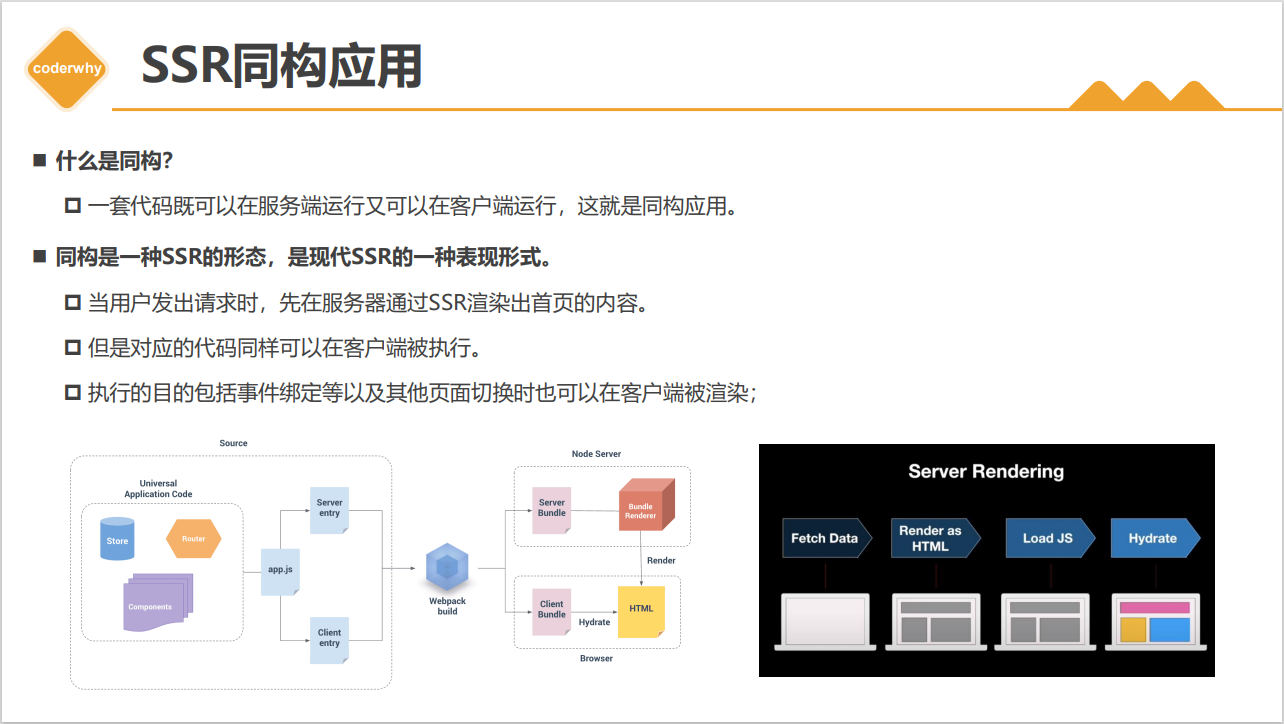 coderwhy
SSR同构应用
什么是同构？
一套代码既可以在服务端运行又可以在客户端运行，这就是同构应用。
同构是一种SSR的形态，是现代SSR的一种表现形式。
当用户发出请求时，先在服务器通过SSR渲染出首页的内容。
但是对应的代码同样可以在客户端被执行。
执行的目的包括事件绑定等以及其他页面切换时也可以在客户端被渲染；
Source
Universal
Application Code
Store
Router
Components
app.js
Server
entry
Client
entry
Webpack
build
Node Server
Server
Bundle
Bundle
Renderer
Render
Client
Bundle
Hydrate
HTML
Browser
Server Rendering
Fetch Data
Render as
HTML
Load JS
Hydrate